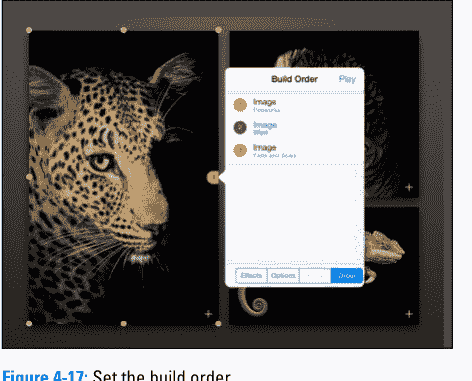 Build Order Play
Image
Image
Wipe
Image
Effects Options Order
Figure 4-17: Set the build order